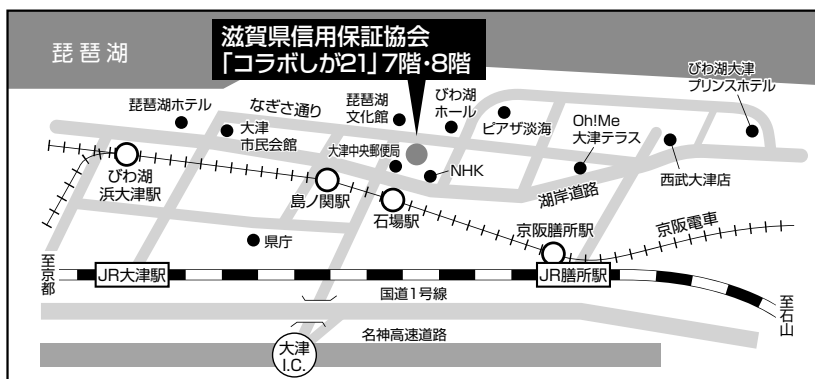 琵琶湖
滋賀県信用保証協会
「コラボしが21」7階・8階
びわ湖大津
プリンスホテル
琵琶湖ホテル
なぎさ通り
琵琶湖
文化館
びわ湖
ホール
ピアザ淡海
Oh!Me
大津テラス
大津
市民会館
大津中央郵便局
NHK
西武大津店
びわ湖
浜大津駅
島ノ関駅
石場駅
湖岸道路
県庁
京阪膳所駅
京阪電車
至京都
JR大津駅
JR膳所駅
至石山
国道1号線
名神高速道路
大津
I.C.